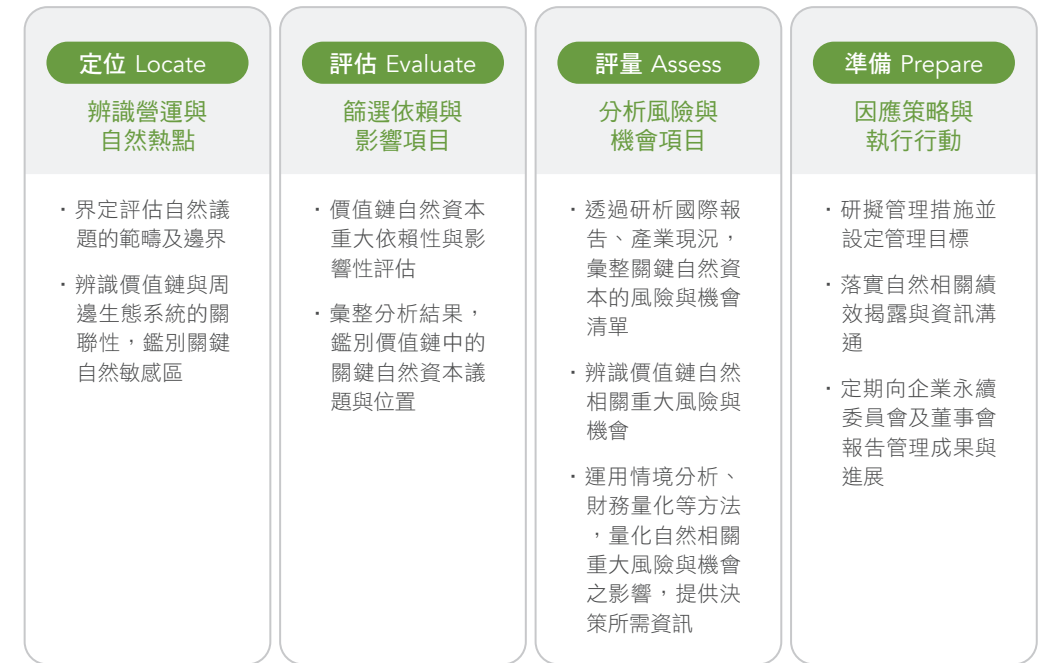 定位 Locate
辨識營運與
自然熱點
・界定評估自然議
題的範疇及邊界
・辨識價值鏈與周
邊生態系統的關
聯性，鑑別關鍵
自然敏感區
評估 Evaluate
篩選依賴與
影響項目
・價值鏈自然資本
重大依賴性與影
響性評估
・彙整分析結果，
鑑別價值鏈中的
關鍵自然資本議
題與位置
評量 Assess
分析風險與
機會項目
・透過研析國際報
告、產業現況，
彙整關鍵自然資
本的風險與機會
清單
・辨識價值鏈自然
相關重大風險與
機會
・運用情境分析、
財務量化等方法
，量化自然相關
重大風險與機會
之影響，提供決
策所需資訊
準備 Prepare
因應策略與
執行行動
・研擬管理措施並
設定管理目標
・落實自然相關績
效揭露與資訊溝
通
・定期向企業永續
委員會及董事會
報告管理成果與
進展